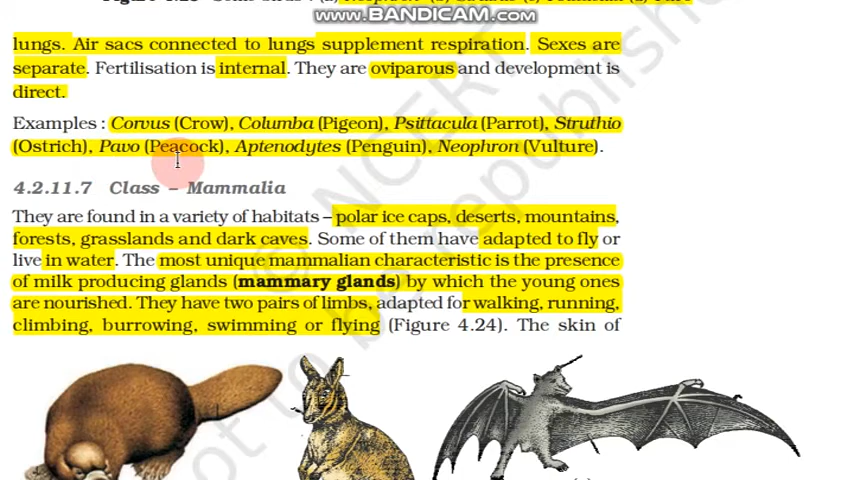 www.BANDICAM.com
lungs. Air sacs connected to lungs supplement respiration. Sexes are
separate. Fertilisation is internal. They are oviparous and development is
direct.
Examples : Corvus (Crow), Columba (Pigeon), Psittacula (Parrot), Struthio
(Ostrich), Pavo (Peacock), Aptenodytes (Penguin), Neophron (Vulture).
4.2.11.7 Class – Mammalia
They are found in a variety of habitats – polar ice caps, deserts, mountains,
forests, grasslands and dark caves. Some of them have adapted to fly or
live in water. The most unique mammalian characteristic is the presence
of milk producing glands (mammary glands) by which the young ones
are nourished. They have two pairs of limbs, adapted for walking, running,
climbing, burrowing, swimming or flying (Figure 4.24). The skin of
© NCERT
not to be republished